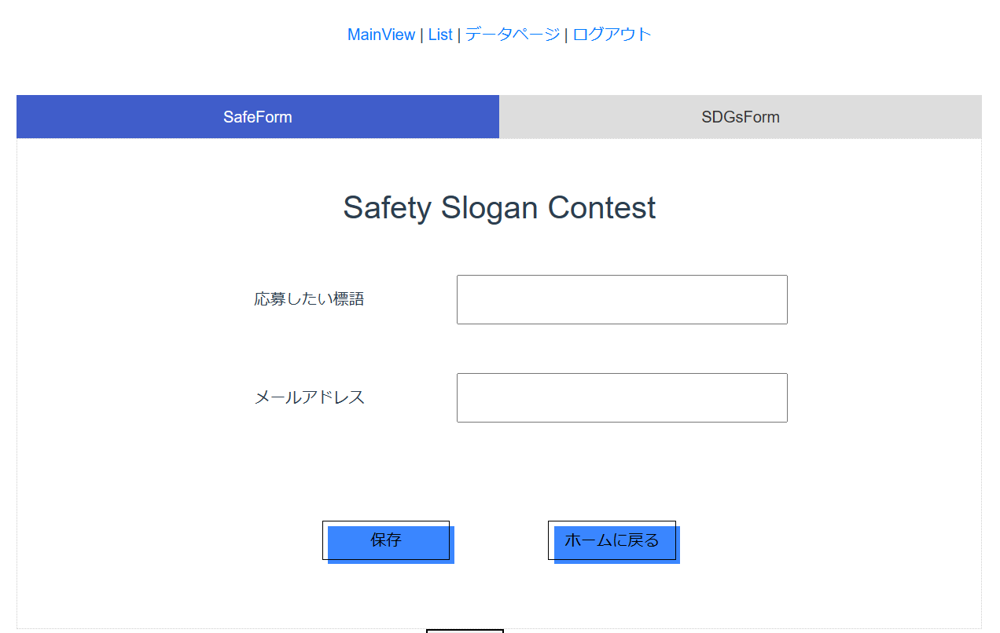 MainView | List | データページ | ログアウト
SafeForm SDGsForm
Safety Slogan Contest
応募したい標語
メールアドレス
保存 ホームに戻る